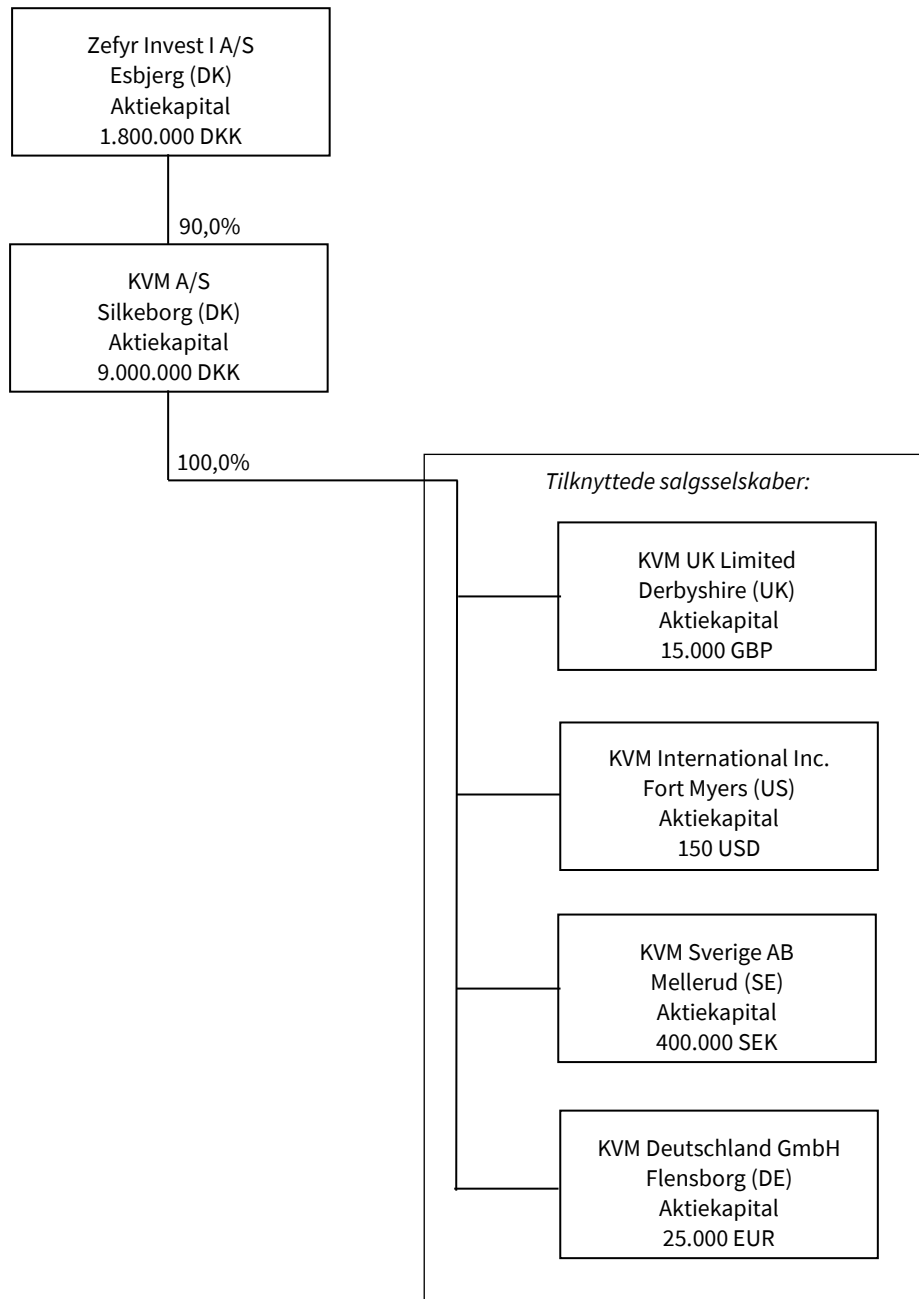 Zefyr Invest I A/S
Esbjerg (DK)
Aktiekapital
1.800.000 DKK
90,0%
KVM A/S
Silkeborg (DK)
Aktiekapital
9.000.000 DKK
100,0%
Tilknyttede salgsselskaber:
KVM UK Limited
Derbyshire (UK)
Aktiekapital
15.000 GBP
KVM International Inc.
Fort Myers (US)
Aktiekapital
150 USD
KVM Sverige AB
Mellerud (SE)
Aktiekapital
400.000 SEK
KVM Deutschland GmbH
Flensborg (DE)
Aktiekapital
25.000 EUR